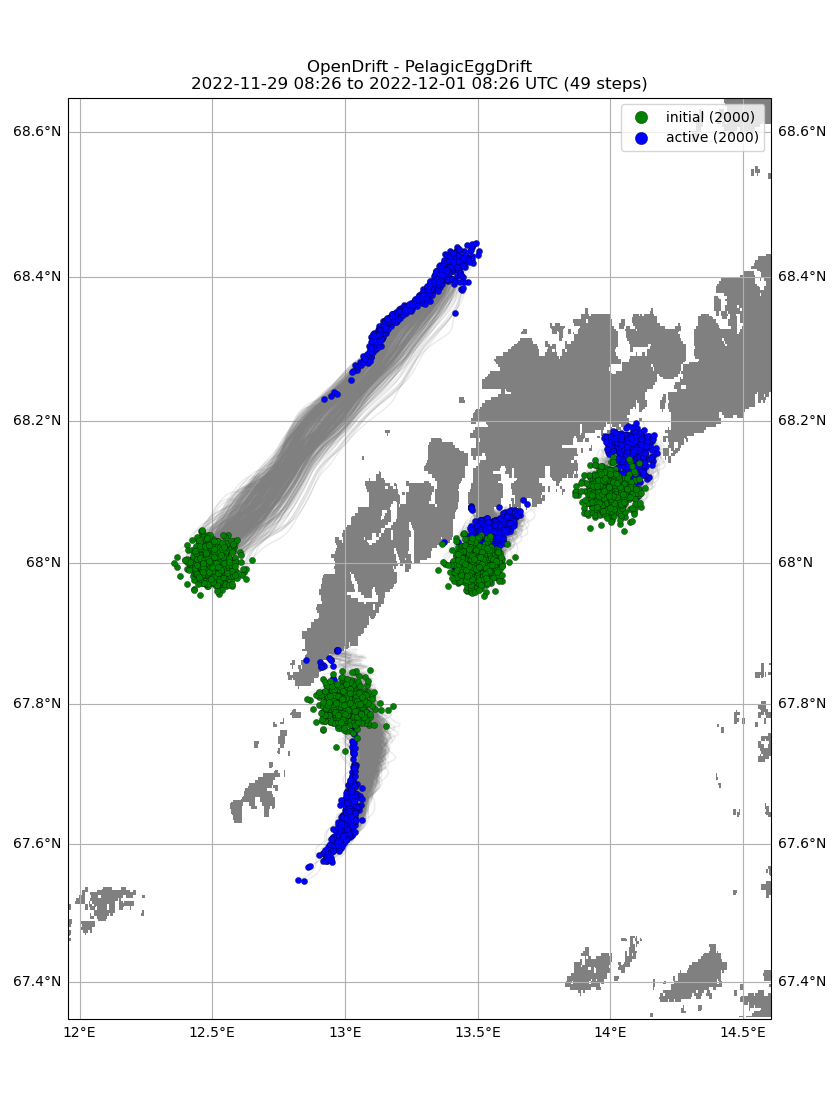 OpenDrift - PelagicEggDrift
2022-11-29 08:26 to 2022-12-01 08:26 UTC (49 steps)
initial (2000)
active (2000)
68.6°N
68.6°N
68.4°N
68.4°N
68.2°N
68.2°N
68°N
68°N
67.8°N
67.8°N
67.6°N
67.6°N
67.4°N
67.4°N
12°E
12.5°E
13°E
13.5°E
14°E
14.5°E